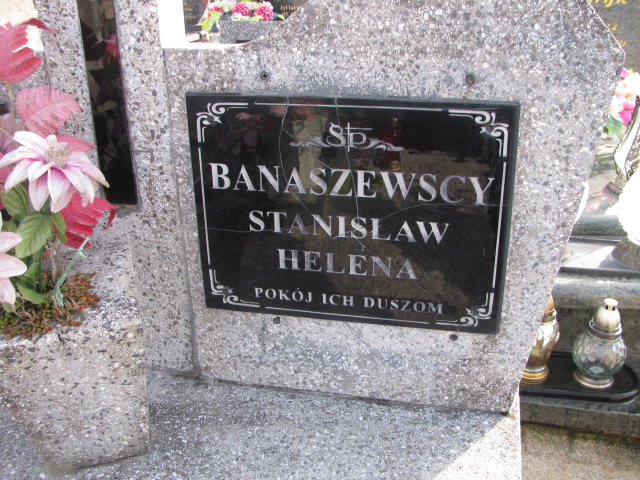 ŚP
BANASZEWSCY
STANISŁAW
HELENA
POKÓJ ICH DUSZOM